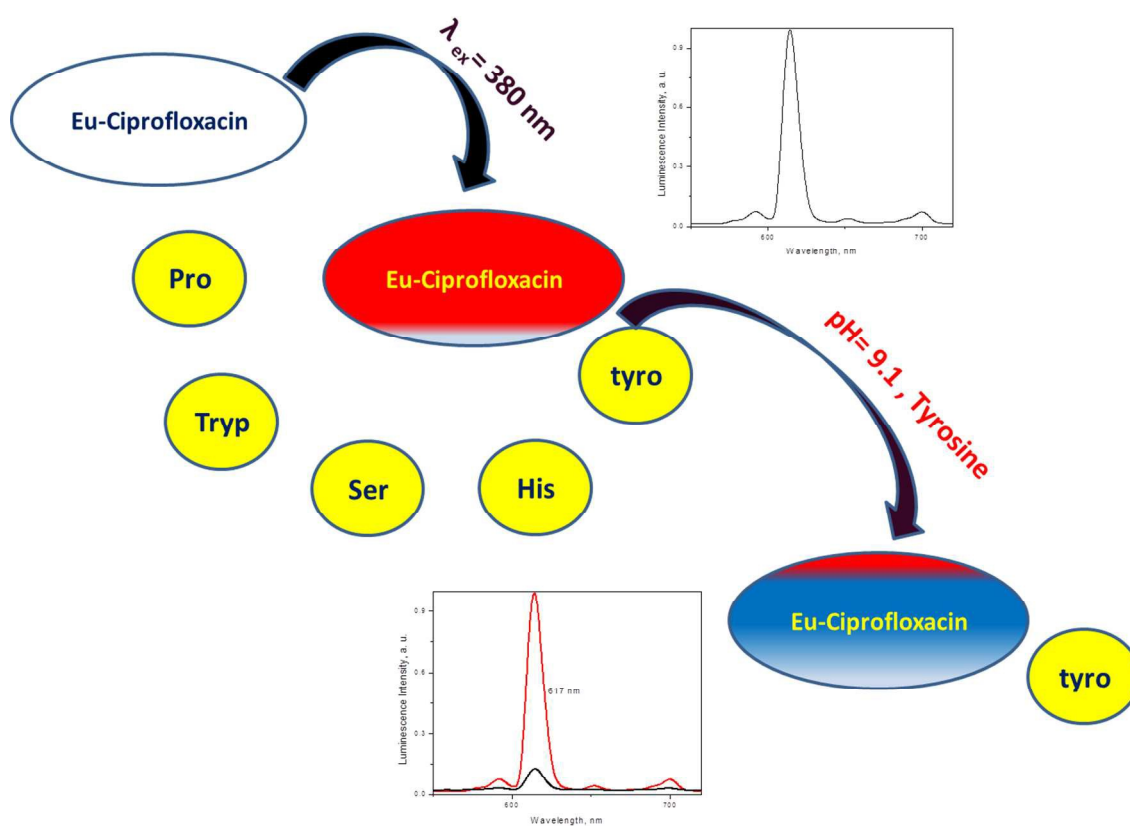 Eu-Ciprofloxacin
λ ex = 380 nm
0.9
0.6
0.3
0.0
Luminescence Intensity, a. u.
600
700
Wavelength, nm
Pro
Eu-Ciprofloxacin
tyro
pH= 9.1 , Tyrosine
Tryp
Ser
His
Eu-Ciprofloxacin
tyro
0.9
0.6
0.3
0.0
Luminescence Intensity, a. u.
617 nm
600
700
Wavelength, nm